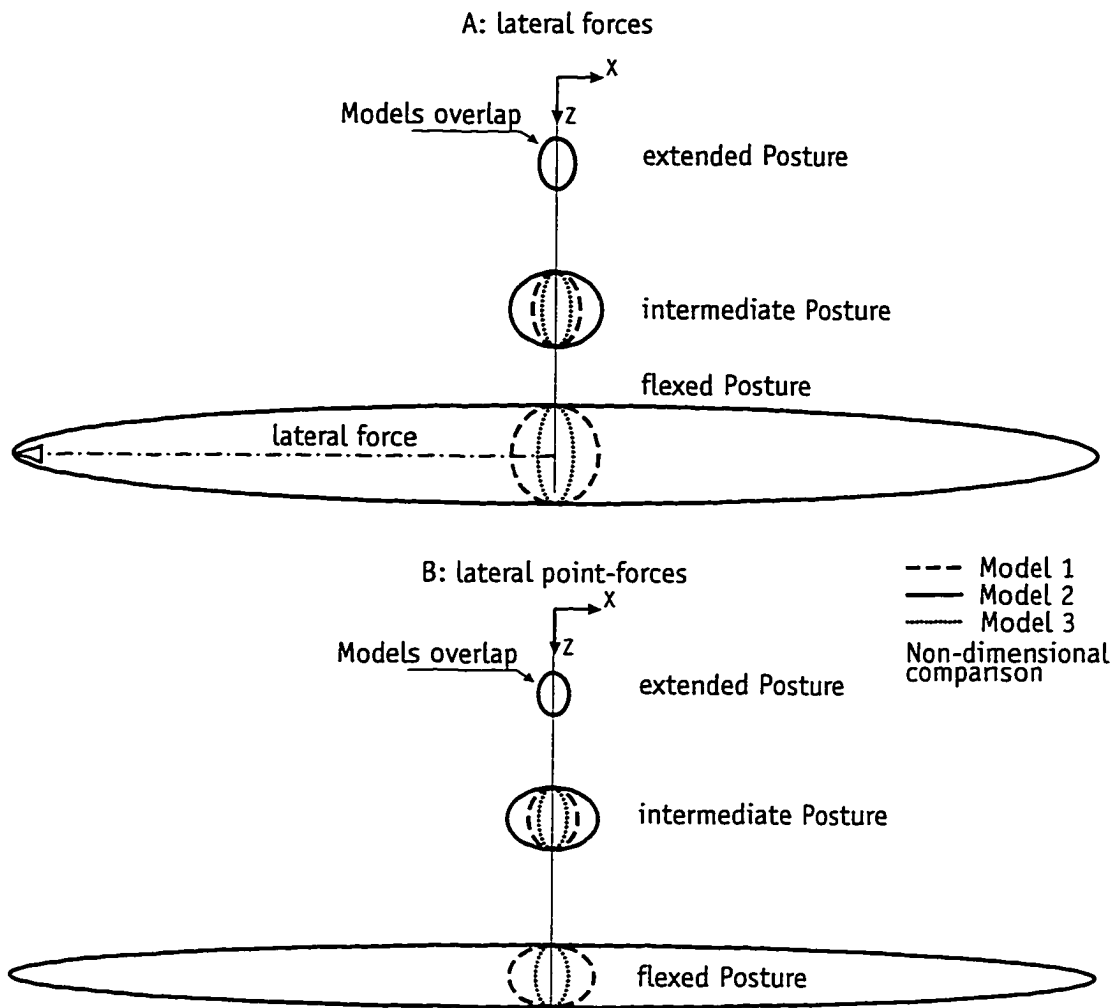 A: lateral forces
X
Z
Models overlap
extended Posture
intermediate Posture
flexed Posture
lateral force
B: lateral point-forces
X
Z
Models overlap
extended Posture
intermediate Posture
flexed Posture
Model 1
Model 2
Model 3
Non-dimensional
comparison